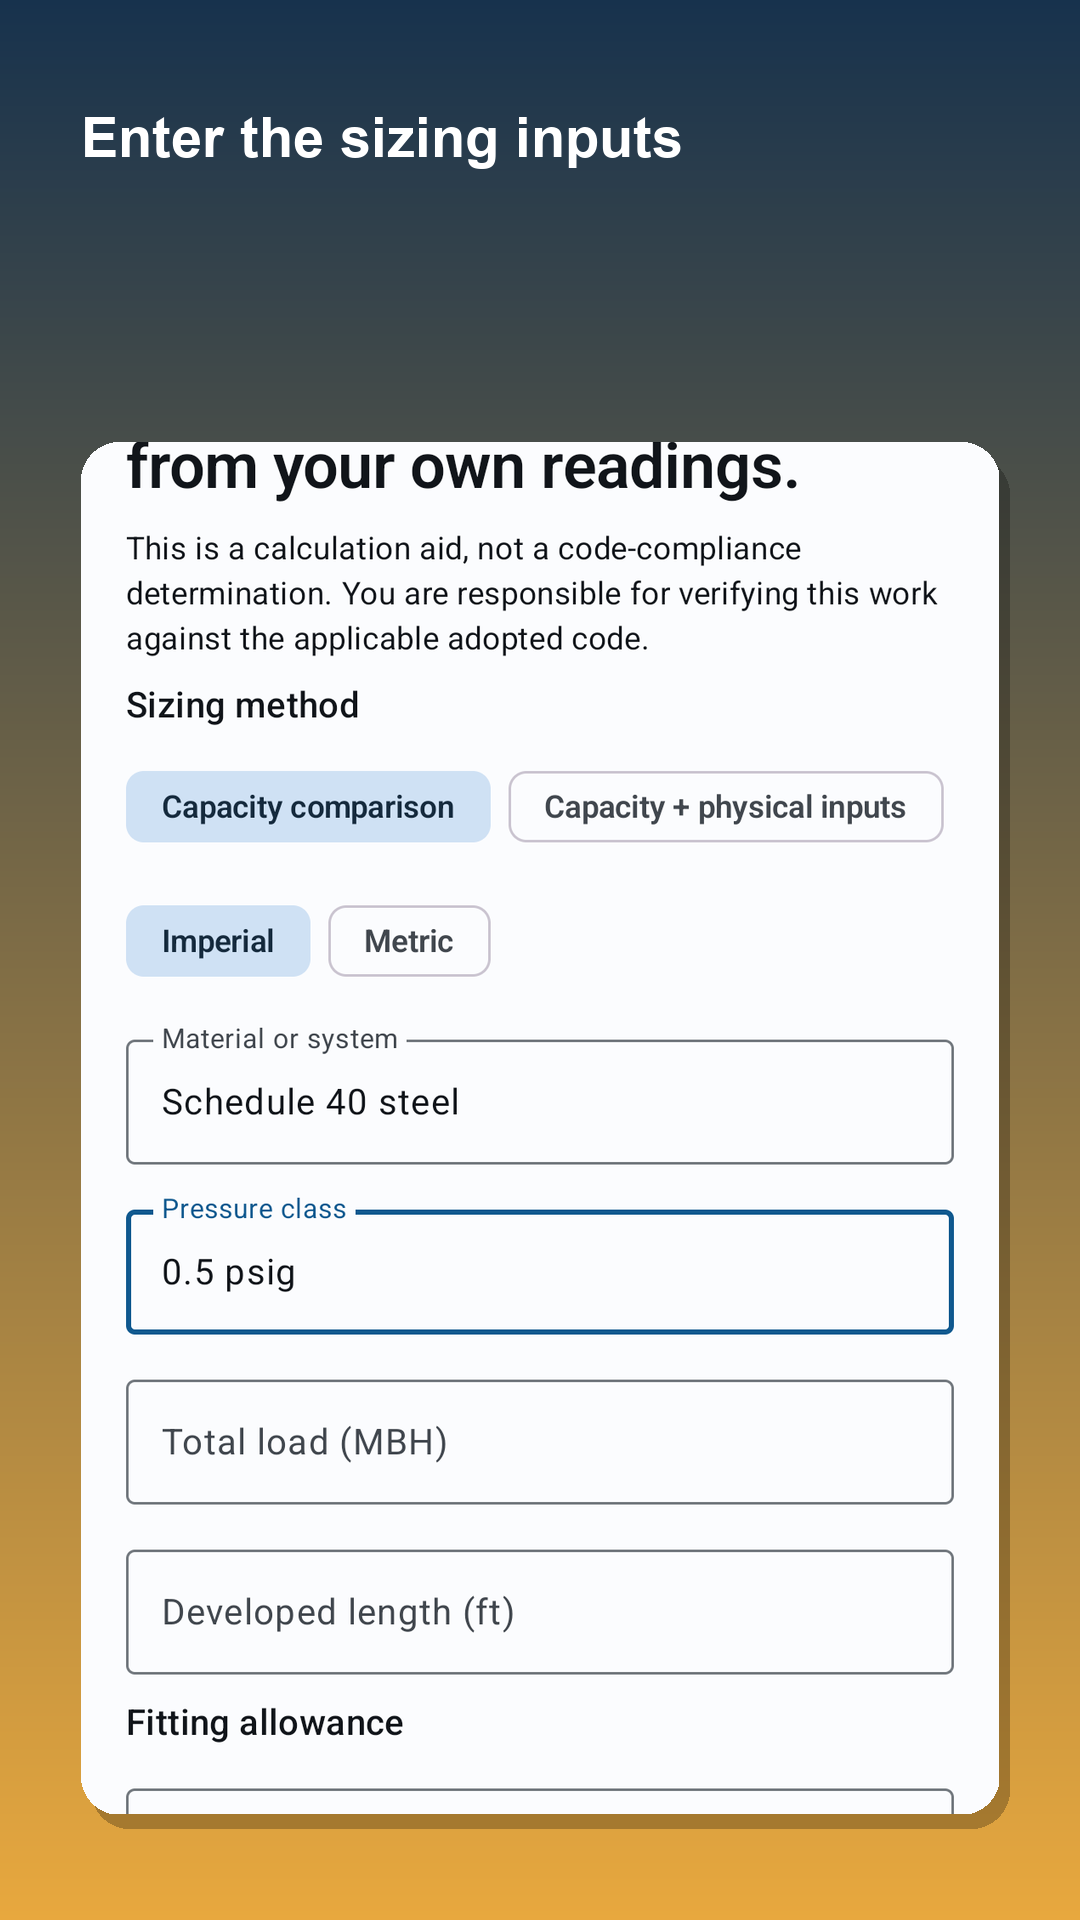 Enter the sizing inputs
from your own readings.
This is a calculation aid, not a code-compliance
determination. You are responsible for verifying this work
against the applicable adopted code.
Sizing method
Capacity comparison
Capacity + physical inputs
Imperial
Metric
Material or system
Schedule 40 steel
Pressure class
0.5 psig
Total load (MBH)
Developed length (ft)
Fitting allowance